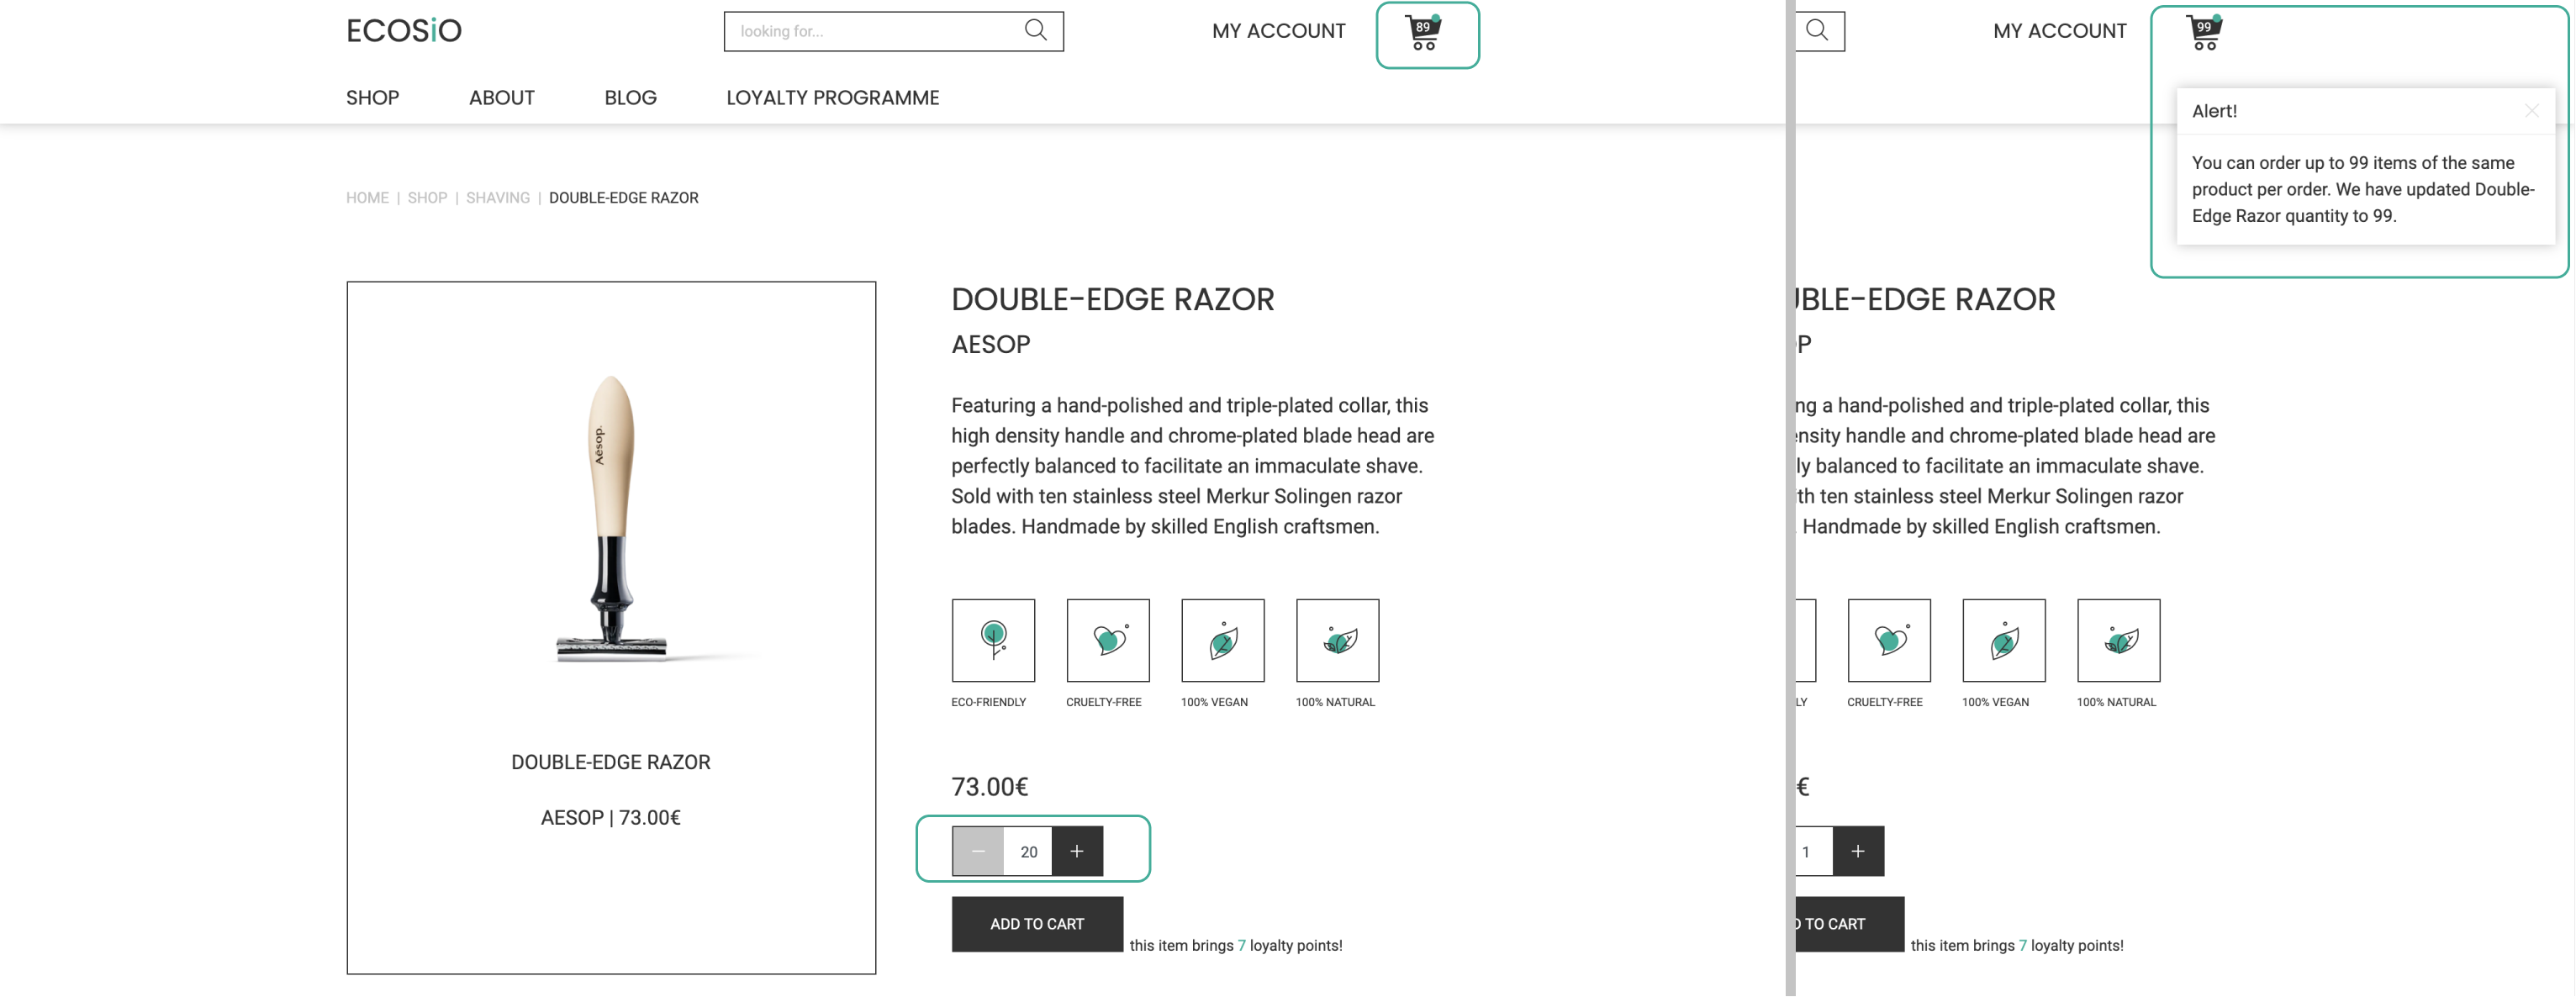 ECOSiO
looking for...
MY ACCOUNT
89
SHOP
ABOUT
BLOG
LOYALTY PROGRAMME
HOME | SHOP | SHAVING | DOUBLE-EDGE RAZOR
Aēsop.
DOUBLE-EDGE RAZOR
AESOP | 73.00€
DOUBLE-EDGE RAZOR
AESOP
Featuring a hand-polished and triple-plated collar, this
high density handle and chrome-plated blade head are
perfectly balanced to facilitate an immaculate shave.
Sold with ten stainless steel Merkur Solingen razor
blades. Handmade by skilled English craftsmen.
ECO-FRIENDLY
CRUELTY-FREE
100% VEGAN
100% NATURAL
73.00€
− 20 +
ADD TO CART
this item brings 7 loyalty points!
MY ACCOUNT
99
Alert!
You can order up to 99 items of the same
product per order. We have updated Double-
Edge Razor quantity to 99.
UBLE-EDGE RAZOR
OP
ng a hand-polished and triple-plated collar, this
ensity handle and chrome-plated blade head are
ly balanced to facilitate an immaculate shave.
ith ten stainless steel Merkur Solingen razor
. Handmade by skilled English craftsmen.
LY
CRUELTY-FREE
100% VEGAN
100% NATURAL
€
1 +
D TO CART
this item brings 7 loyalty points!